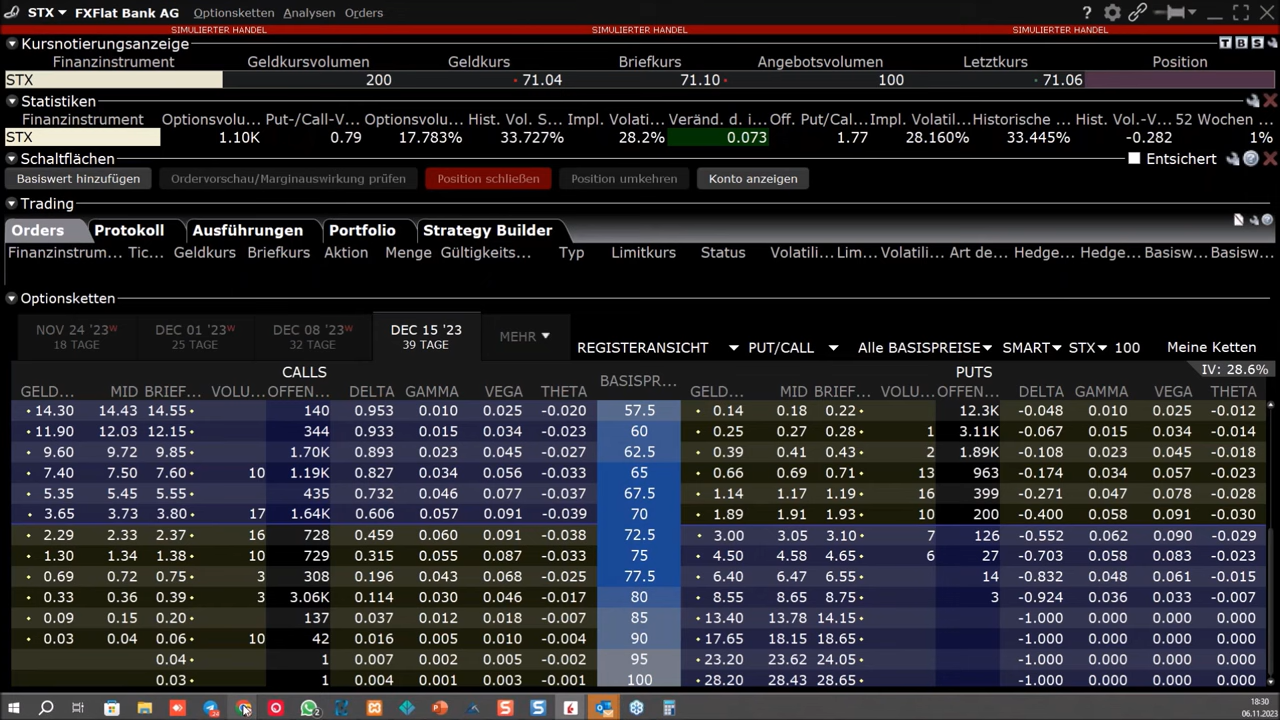 STX FXFlat Bank AG Optionsketten Analysen Orders ?
SIMULIERTER HANDEL SIMULIERTER HANDEL SIMULIERTER HANDEL
Kursnotierungsanzeige T B S
Finanzinstrument Geldkursvolumen Geldkurs Briefkurs Angebotsvolumen Letztkurs Position
STX 200 71.04 71.10 100 71.06
Statistiken
Finanzinstrument Optionsvolu... Put-/Call-V... Optionsvolu... Hist. Vol. S... Impl. Volati... Veränd. d. i... Off. Put/Cal... Impl. Volatil... Historische ... Hist. Vol.-V... 52 Wochen ...
STX 1.10K 0.79 17.783% 33.727% 28.2% 0.073 1.77 28.160% 33.445% -0.282 1%
Schaltflächen Entsichert
Basiswert hinzufügen Ordervorschau/Marginauswirkung prüfen Position schließen Position umkehren Konto anzeigen
Trading
Orders Protokoll Ausführungen Portfolio Strategy Builder
Finanzinstrum... Tic... Geldkurs Briefkurs Aktion Menge Gültigkeits... Typ Limitkurs Status Volatili... Lim... Volatili... Art de... Hedge... Hedge... Basisw... Basisw...
Optionsketten
NOV 24 '23W DEC 01 '23W DEC 08 '23W DEC 15 '23 MEHR
18 TAGE 25 TAGE 32 TAGE 39 TAGE
REGISTERANSICHT PUT/CALL Alle BASISPREISE SMART STX 100 Meine Ketten
CALLS PUTS IV: 28.6%
GELD... MID BRIEF... VOLU... OFFEN... DELTA GAMMA VEGA THETA BASISPR... GELD... MID BRIEF... VOLU... OFFEN... DELTA GAMMA VEGA THETA
14.30 14.43 14.55 140 0.953 0.010 0.025 -0.020 57.5 0.14 0.18 0.22 12.3K -0.048 0.010 0.025 -0.012
11.90 12.03 12.15 344 0.933 0.015 0.034 -0.023 60 0.25 0.27 0.28 1 3.11K -0.067 0.015 0.034 -0.014
9.60 9.72 9.85 1.70K 0.893 0.023 0.045 -0.027 62.5 0.39 0.41 0.43 2 1.89K -0.108 0.023 0.045 -0.018
7.40 7.50 7.60 10 1.19K 0.827 0.034 0.056 -0.033 65 0.66 0.69 0.71 13 963 -0.174 0.034 0.057 -0.023
5.35 5.45 5.55 435 0.732 0.046 0.077 -0.037 67.5 1.14 1.17 1.19 16 399 -0.271 0.047 0.078 -0.028
3.65 3.73 3.80 17 1.64K 0.606 0.057 0.091 -0.039 70 1.89 1.91 1.93 10 200 -0.400 0.058 0.091 -0.030
2.29 2.33 2.37 16 728 0.459 0.060 0.091 -0.038 72.5 3.00 3.05 3.10 7 126 -0.552 0.062 0.090 -0.029
1.30 1.34 1.38 10 729 0.315 0.055 0.087 -0.033 75 4.50 4.58 4.65 6 27 -0.703 0.058 0.083 -0.023
0.69 0.72 0.75 3 308 0.196 0.043 0.068 -0.025 77.5 6.40 6.47 6.55 14 -0.832 0.048 0.061 -0.015
0.33 0.36 0.39 3 3.06K 0.114 0.030 0.046 -0.017 80 8.55 8.65 8.75 3 -0.924 0.036 0.033 -0.007
0.09 0.15 0.20 137 0.046 0.012 0.018 -0.007 85 13.40 13.78 14.15 -1.000 0.000 0.000 0.000
0.03 0.04 0.06 10 42 0.016 0.005 0.010 -0.004 90 17.65 18.15 18.65 -1.000 0.000 0.000 0.000
0.04 1 0.007 0.002 0.003 -0.002 95 23.20 23.62 24.05 -1.000 0.000 0.000 0.000
0.03 1 0.004 0.001 0.003 -0.001 100 28.20 28.43 28.65 -1.000 0.000 0.000 0.000
18:30
06.11.2023